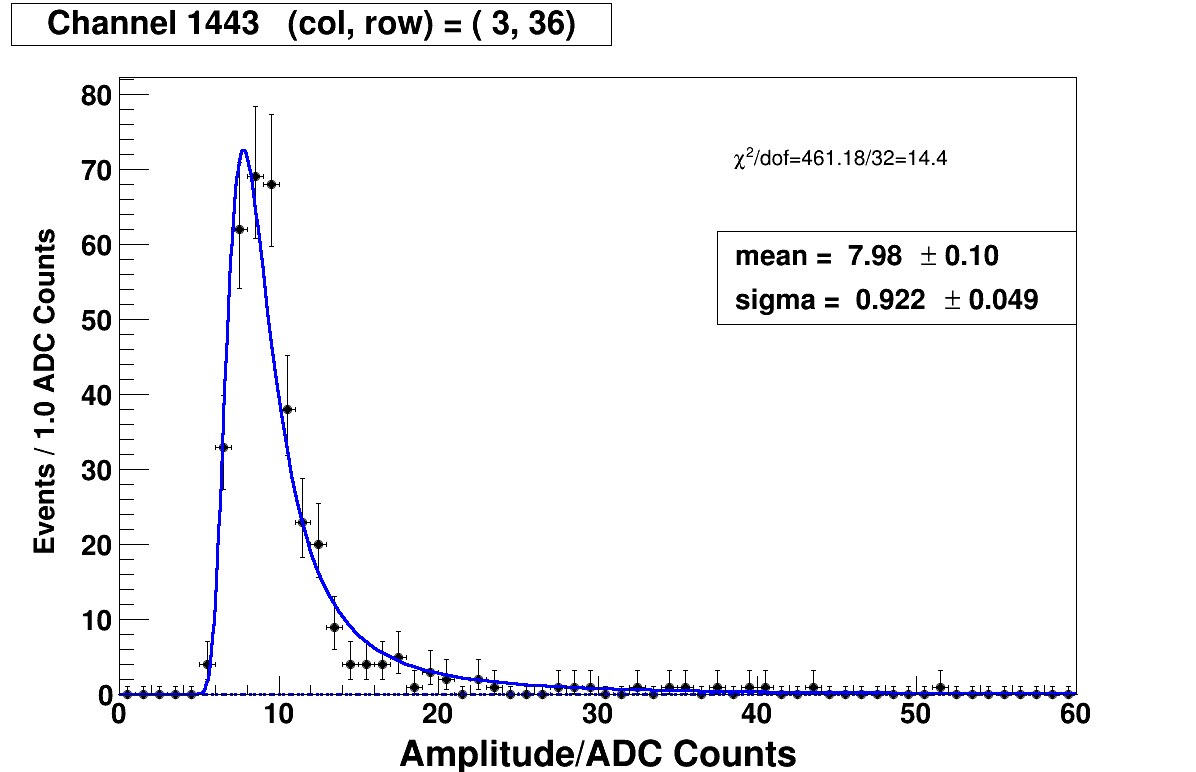 Channel 1443 (col, row) = ( 3, 36)
80
70
60
50
40
30
20
10
0
Events / 1.0 ADC Counts
χ²/dof=461.18/32=14.4
mean = 7.98 ± 0.10
sigma = 0.922 ± 0.049
0 10 20 30 40 50 60
Amplitude/ADC Counts